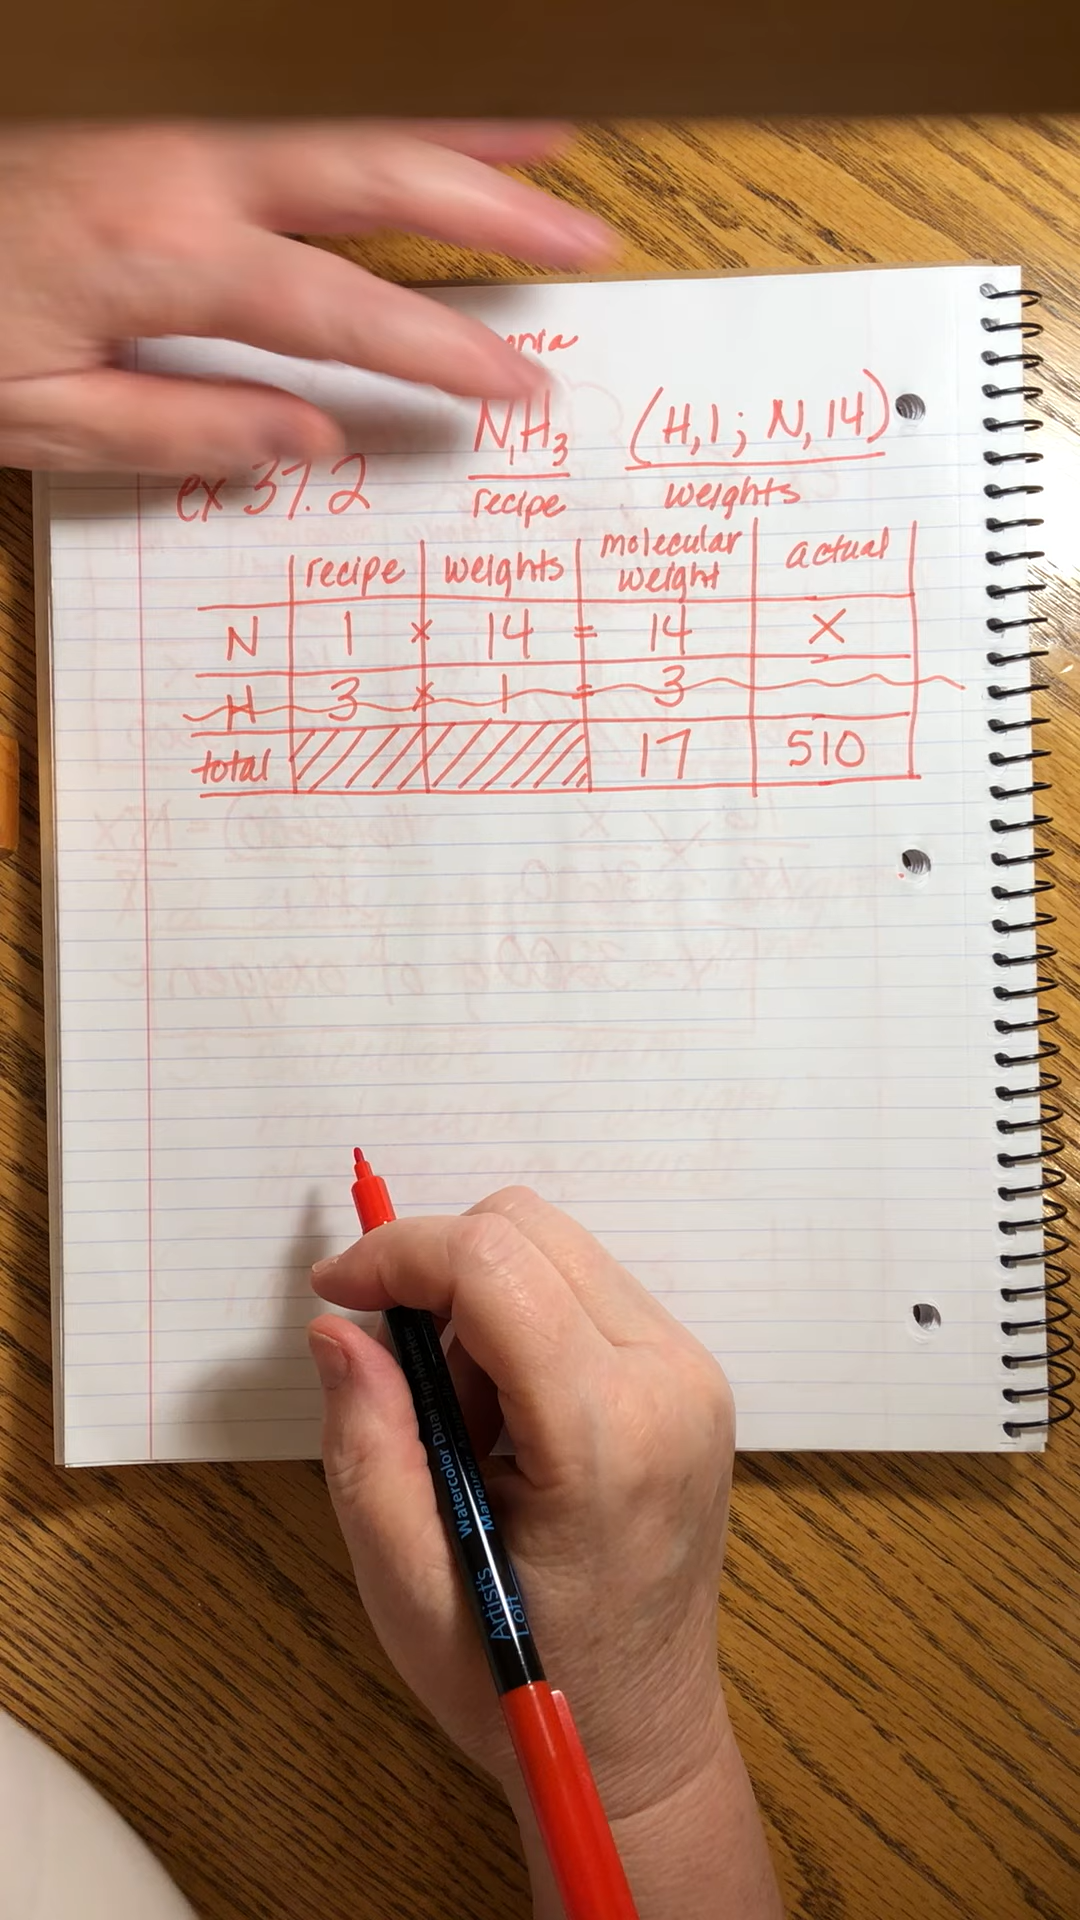 N₁H₃ (H,1; N,14)
ex 37.2 recipe weights
recipe weights molecular weight actual
N 1 × 14 = 14 X
H 3 × 1 = 3
total 17 510
Artist's Loft
Watercolor Dual Tip Marker